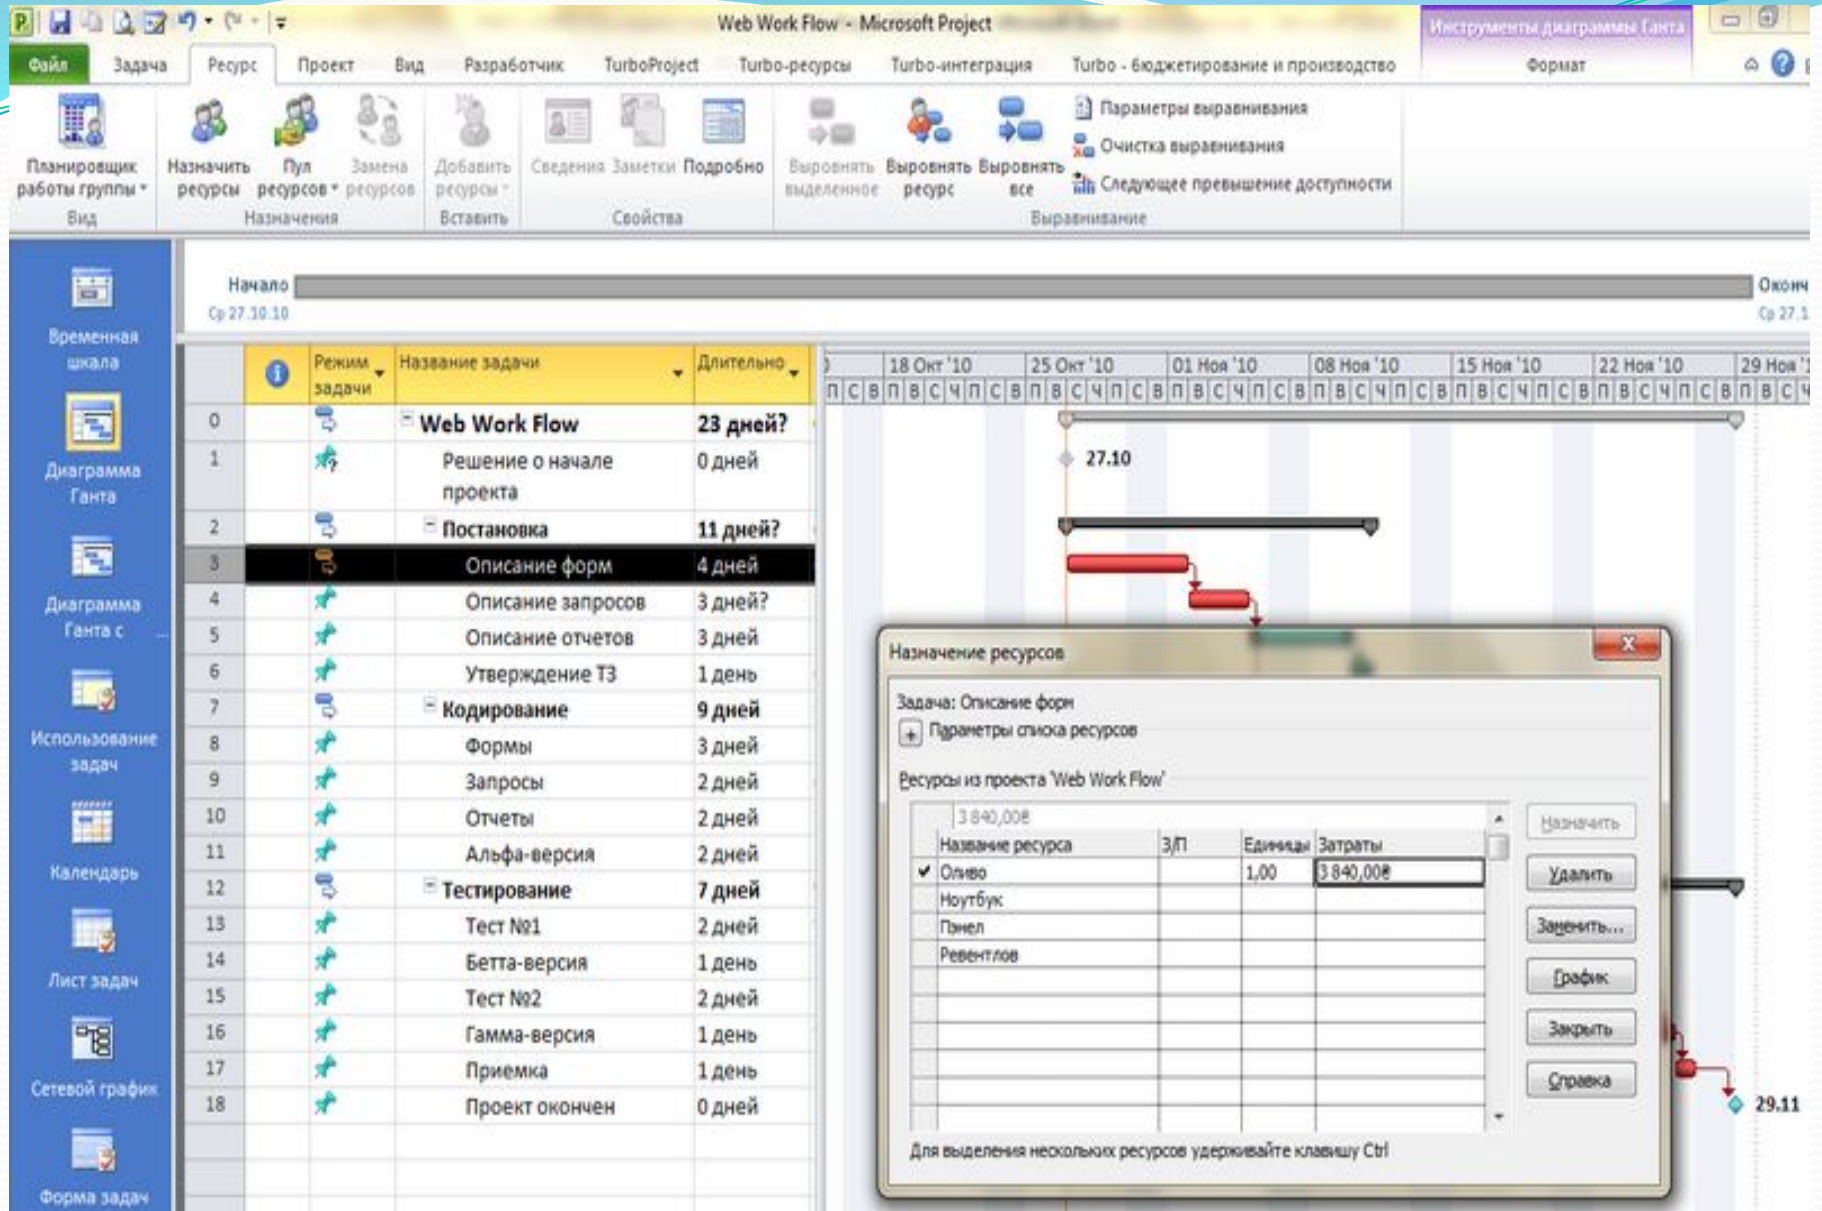 Web Work Flow - Microsoft Project
Инструменты диаграммы Ганта
Файл Задача Ресурс Проект Вид Разработчик TurboProject Turbo-ресурсы Turbo-интеграция Turbo - бюджетирование и производство Формат
Планировщик работы группы
Назначить ресурсы
Пул ресурсов
Замена ресурсов
Добавить ресурсы
Сведения Заметки Подробно
Выровнять выделенное
Выровнять ресурс
Выровнять все
Параметры выравнивания
Очистка выравнивания
Следующее превышение доступности
Вид Назначения Вставить Свойства Выравнивание
Временная
шкала
Диаграмма
Ганта
Диаграмма
Ганта с ...
Использование
задач
Календарь
Лист задач
Сетевой график
Форма задач
Начало
Ср 27.10.10
Оконч
Ср 27.1
Режим задачи Название задачи Длительно
18 Окт '10 25 Окт '10 01 Ноя '10 08 Ноя '10 15 Ноя '10 22 Ноя '10 29 Ноя '1
П С В П В С Ч П С В П В С Ч П С В П В С Ч П С В П В С Ч П С В П В С Ч П С В П В С Ч П С В П В С Ч
0 Web Work Flow 23 дней?
1 Решение о начале 0 дней
проекта
27.10
2 Постановка 11 дней?
3 Описание форм 4 дней
4 Описание запросов 3 дней?
5 Описание отчетов 3 дней
6 Утверждение ТЗ 1 день
7 Кодирование 9 дней
8 Формы 3 дней
9 Запросы 2 дней
10 Отчеты 2 дней
11 Альфа-версия 2 дней
12 Тестирование 7 дней
13 Тест №1 2 дней
14 Бетта-версия 1 день
15 Тест №2 2 дней
16 Гамма-версия 1 день
17 Приемка 1 день
18 Проект окончен 0 дней
29.11
Назначение ресурсов
Задача: Описание форм
+ Параметры списка ресурсов
Ресурсы из проекта 'Web Work Flow'
3 840,00₴
Название ресурса З/П Единицы Затраты
Оливо 1,00 3 840,00₴
Ноутбук
Пэнел
Ревентлов
Назначить
Удалить
Заменить...
График
Закрыть
Справка
Для выделения нескольких ресурсов удерживайте клавишу Ctrl